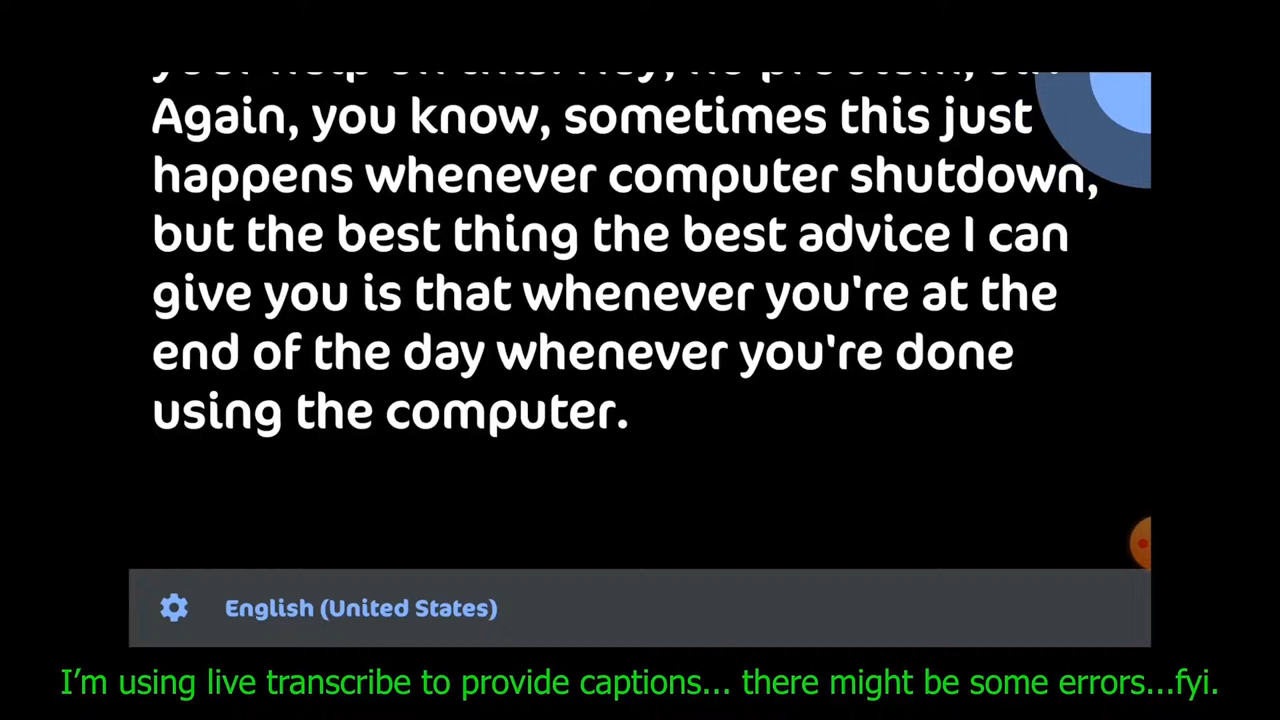 Again, you know, sometimes this just
happens whenever computer shutdown,
but the best thing the best advice I can
give you is that whenever you're at the
end of the day whenever you're done
using the computer.
English (United States)
I'm using live transcribe to provide captions... there might be some errors...fyi.